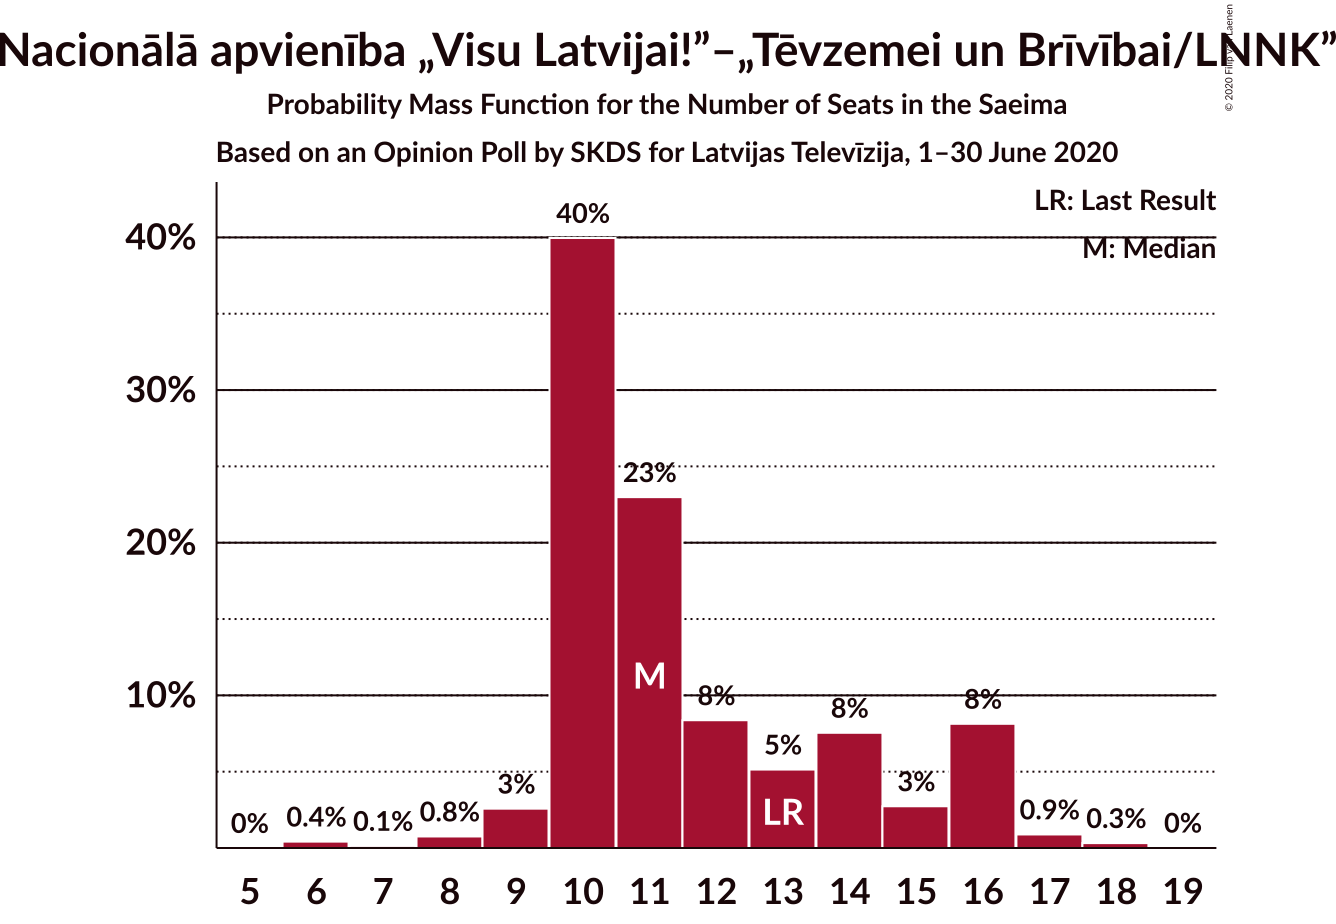 Nacionālā apvienība „Visu Latvijai!”–„Tēvzemei un Brīvībai/LNNK”
Probability Mass Function for the Number of Seats in the Saeima
Based on an Opinion Poll by SKDS for Latvijas Televīzija, 1–30 June 2020
© 2020 Filip van Laenen
LR: Last Result
M: Median
40%
30%
20%
10%
0% 0.4% 0.1% 0.8% 3% 40% 23% 8% 5% 8% 3% 8% 0.9% 0.3% 0%
M
LR
5 6 7 8 9 10 11 12 13 14 15 16 17 18 19